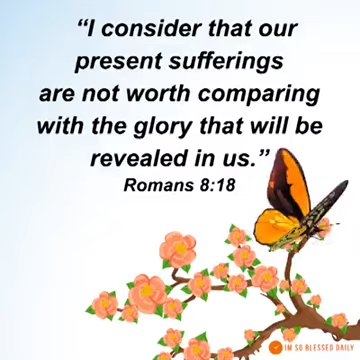 “I consider that our
present sufferings
are not worth comparing
with the glory that will be
revealed in us.”
Romans 8:18
IM SO BLESSED DAILY